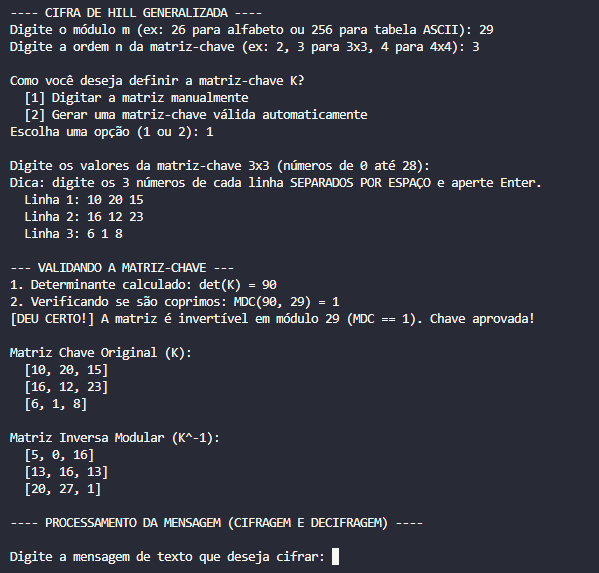 ---- CIFRA DE HILL GENERALIZADA ----
Digite o módulo m (ex: 26 para alfabeto ou 256 para tabela ASCII): 29
Digite a ordem n da matriz-chave (ex: 2, 3 para 3x3, 4 para 4x4): 3
Como você deseja definir a matriz-chave K?
[1] Digitar a matriz manualmente
[2] Gerar uma matriz-chave válida automaticamente
Escolha uma opção (1 ou 2): 1
Digite os valores da matriz-chave 3x3 (números de 0 até 28):
Dica: digite os 3 números de cada linha SEPARADOS POR ESPAÇO e aperte Enter.
Linha 1: 10 20 15
Linha 2: 16 12 23
Linha 3: 6 1 8
--- VALIDANDO A MATRIZ-CHAVE ---
1. Determinante calculado: det(K) = 90
2. Verificando se são coprimos: MDC(90, 29) = 1
[DEU CERTO!] A matriz é invertível em módulo 29 (MDC == 1). Chave aprovada!
Matriz Chave Original (K):
[10, 20, 15]
[16, 12, 23]
[6, 1, 8]
Matriz Inversa Modular (K^-1):
[5, 0, 16]
[13, 16, 13]
[20, 27, 1]
---- PROCESSAMENTO DA MENSAGEM (CIFRAGEM E DECIFRAGEM) ----
Digite a mensagem de texto que deseja cifrar: